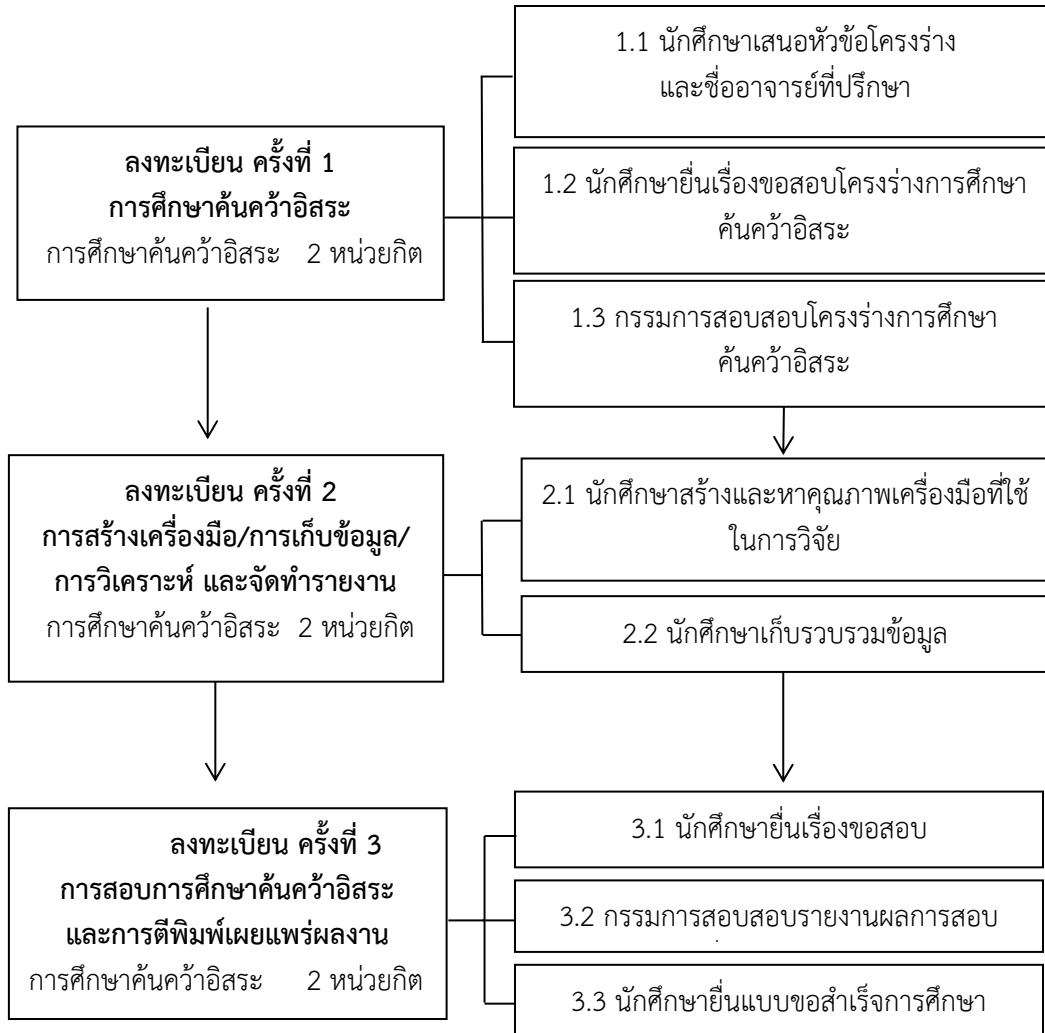 ลงทะเบียน ครั้งที่ 1
การศึกษาค้นคว้าอิสระ
การศึกษาค้นคว้าอิสระ 2 หน่วยกิต
1.1 นักศึกษาเสนอหัวข้อโครงร่าง
และชื่ออาจารย์ที่ปรึกษา
1.2 นักศึกษายื่นเรื่องขอสอบโครงร่างการศึกษา
ค้นคว้าอิสระ
1.3 กรรมการสอบสอบโครงร่างการศึกษา
ค้นคว้าอิสระ
ลงทะเบียน ครั้งที่ 2
การสร้างเครื่องมือ/การเก็บข้อมูล/
การวิเคราะห์ และจัดทำรายงาน
การศึกษาค้นคว้าอิสระ 2 หน่วยกิต
2.1 นักศึกษาสร้างและหาคุณภาพเครื่องมือที่ใช้
ในการวิจัย
2.2 นักศึกษาเก็บรวบรวมข้อมูล
ลงทะเบียน ครั้งที่ 3
การสอบการศึกษาค้นคว้าอิสระ
และการตีพิมพ์เผยแพร่ผลงาน
การศึกษาค้นคว้าอิสระ 2 หน่วยกิต
3.1 นักศึกษายื่นเรื่องขอสอบ
3.2 กรรมการสอบสอบรายงานผลการสอบ
3.3 นักศึกษายื่นแบบขอสำเร็จการศึกษา